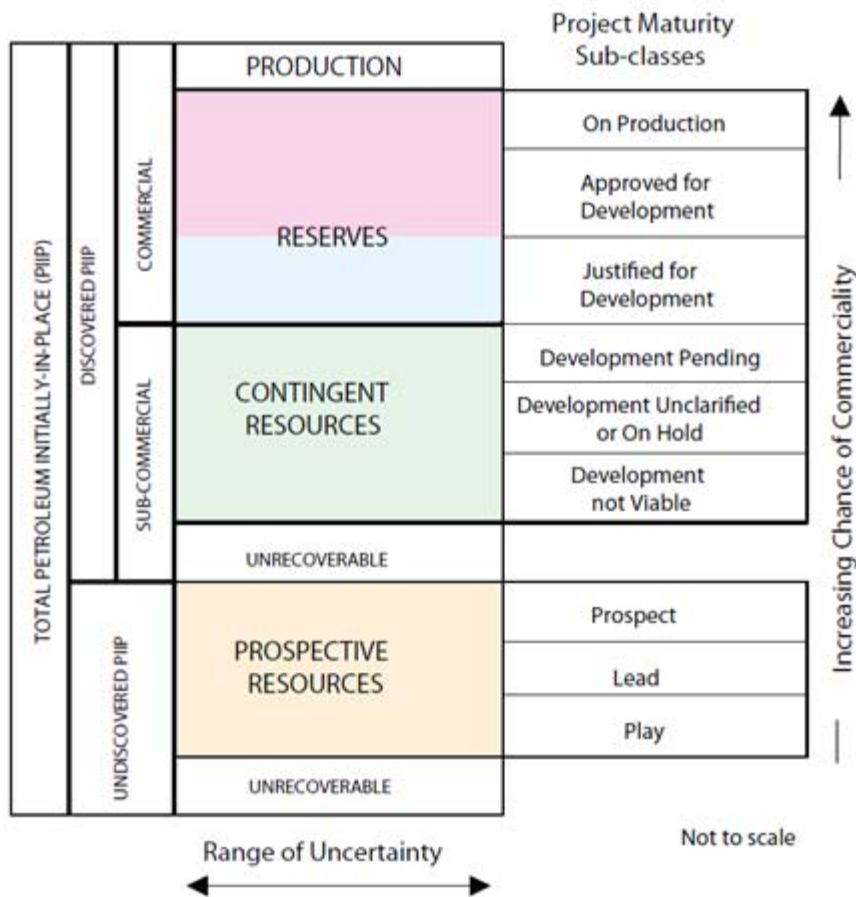 Project Maturity
Sub-classes
TOTAL PETROLEUM INITIALLY-IN-PLACE (PIIP)
DISCOVERED PIIP
COMMERCIAL
PRODUCTION
RESERVES
On Production
Approved for
Development
Justified for
Development
SUB-COMMERCIAL
CONTINGENT
RESOURCES
Development Pending
Development Unclarified
or On Hold
Development
not Viable
UNRECOVERABLE
UNDISCOVERED PIIP
PROSPECTIVE
RESOURCES
Prospect
Lead
Play
UNRECOVERABLE
Increasing Chance of Commerciality
Range of Uncertainty
Not to scale